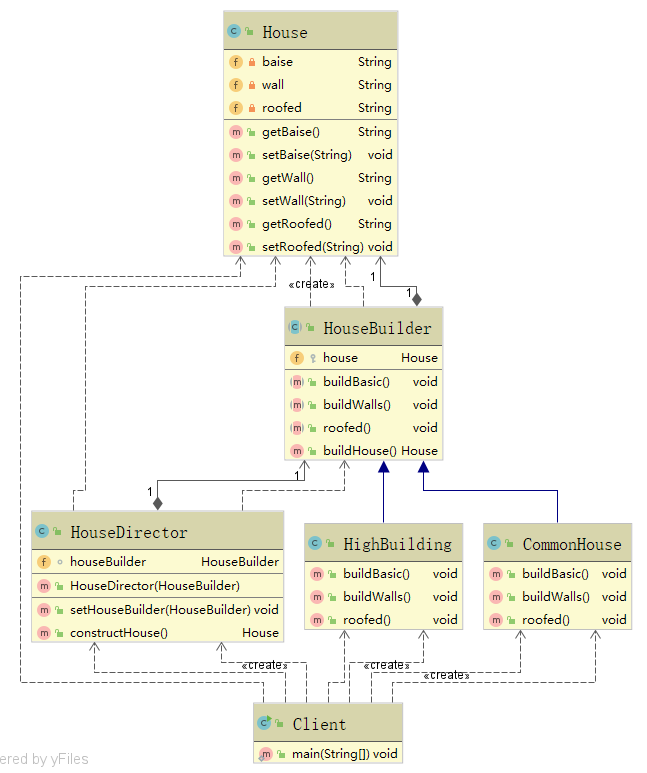 House
baise String
wall String
roofed String
getBaise() String
setBaise(String) void
getWall() String
setWall(String) void
getRoofed() String
setRoofed(String) void
«create»
1
1
HouseBuilder
house House
buildBasic() void
buildWalls() void
roofed() void
buildHouse() House
1
1
HouseDirector
houseBuilder HouseBuilder
HouseDirector(HouseBuilder)
setHouseBuilder(HouseBuilder) void
constructHouse() House
HighBuilding
buildBasic() void
buildWalls() void
roofed() void
CommonHouse
buildBasic() void
buildWalls() void
roofed() void
«create»
«create»
«create»
Client
main(String[]) void
ered by yFiles